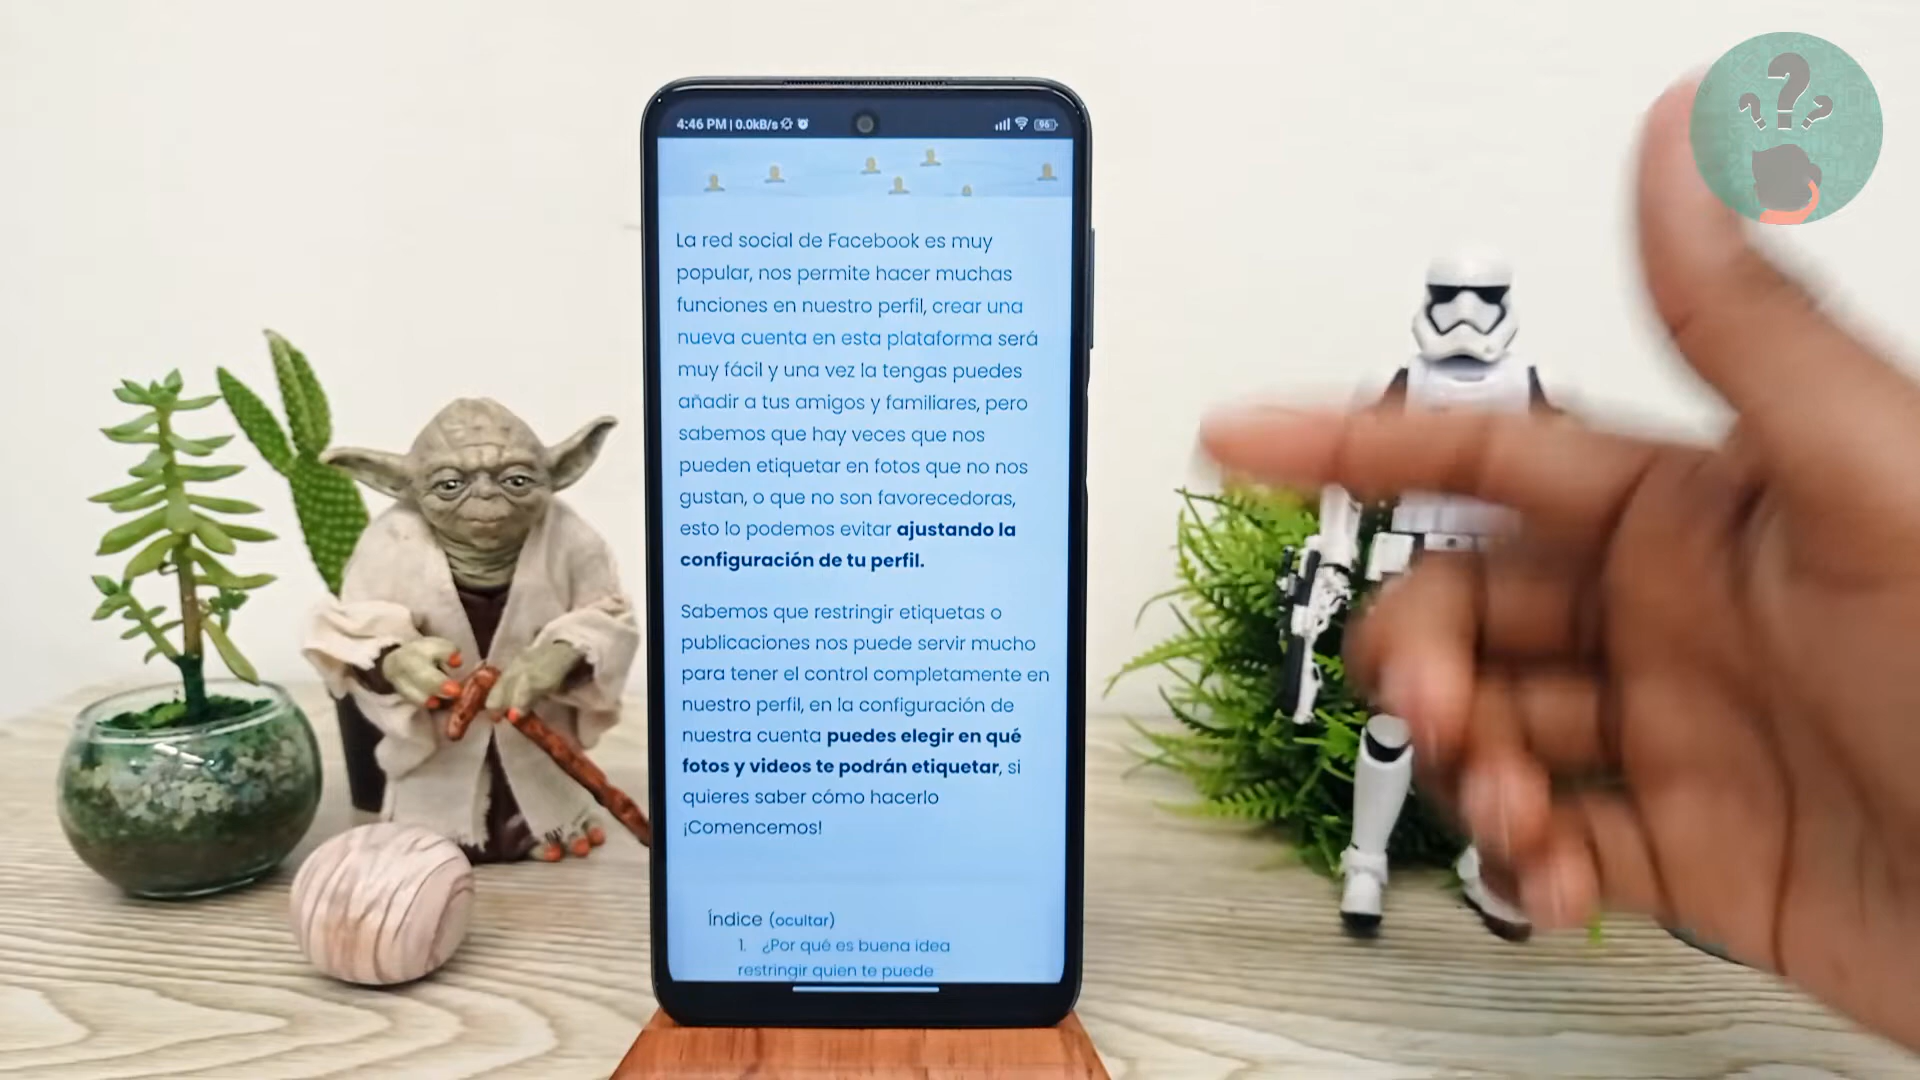 4:46 PM | 0.0kB/s
96
La red social de Facebook es muy
popular, nos permite hacer muchas
funciones en nuestro perfil, crear una
nueva cuenta en esta plataforma será
muy fácil y una vez la tengas puedes
añadir a tus amigos y familiares, pero
sabemos que hay veces que nos
pueden etiquetar en fotos que no nos
gustan, o que no son favorecedoras,
esto lo podemos evitar ajustando la
configuración de tu perfil.
Sabemos que restringir etiquetas o
publicaciones nos puede servir mucho
para tener el control completamente en
nuestro perfil, en la configuración de
nuestra cuenta puedes elegir en qué
fotos y videos te podrán etiquetar, si
quieres saber cómo hacerlo
¡Comencemos!
Índice (ocultar)
1. ¿Por qué es buena idea
restringir quien te puede